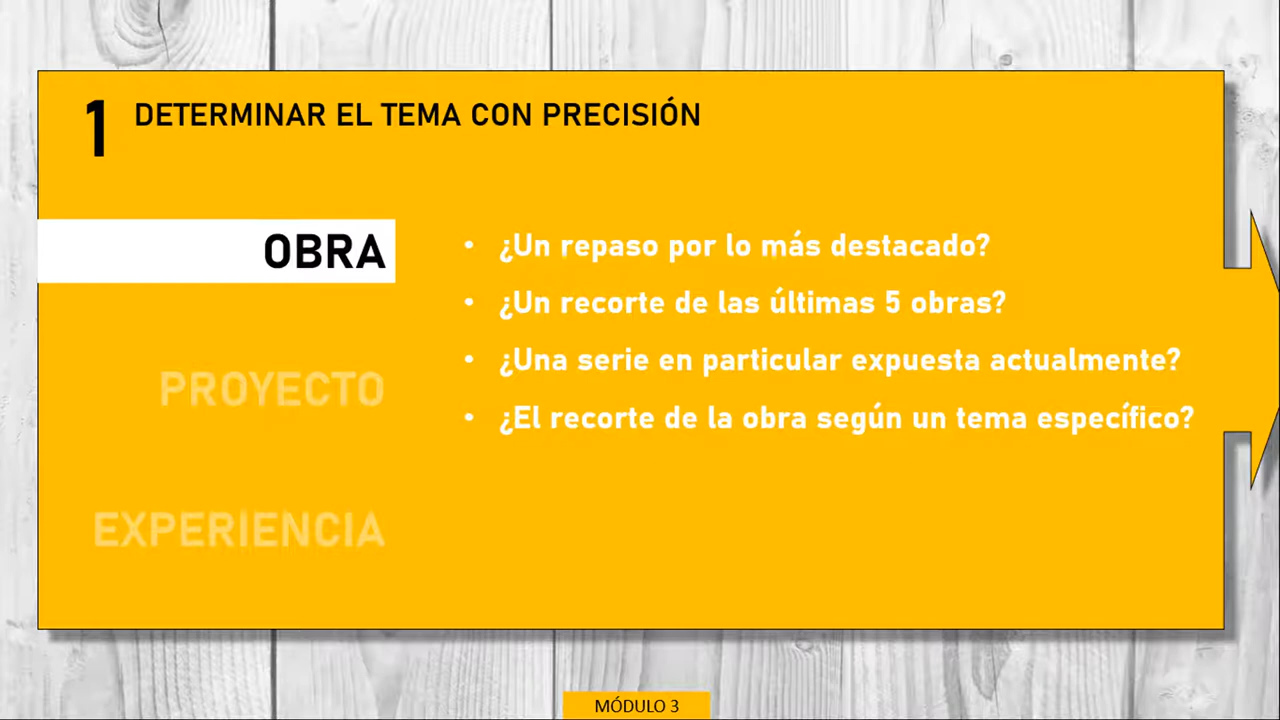 1 DETERMINAR EL TEMA CON PRECISIÓN
OBRA
• ¿Un repaso por lo más destacado?
• ¿Un recorte de las últimas 5 obras?
• ¿Una serie en particular expuesta actualmente?
• ¿El recorte de la obra según un tema específico?
PROYECTO
EXPERIENCIA
MÓDULO 3